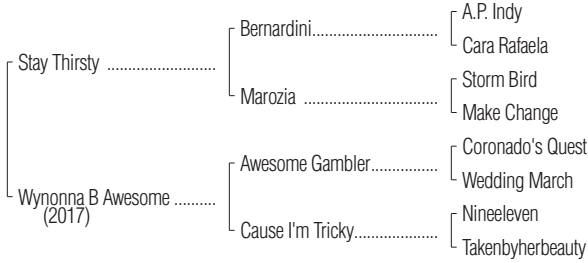 A.P. Indy
Bernardini
Cara Rafaela
Stay Thirsty
Storm Bird
Marozia
Make Change
Coronado's Quest
Awesome Gambler
Wedding March
Wynonna B Awesome
(2017)
Nineeleven
Cause I'm Tricky
Takenbyherbeauty